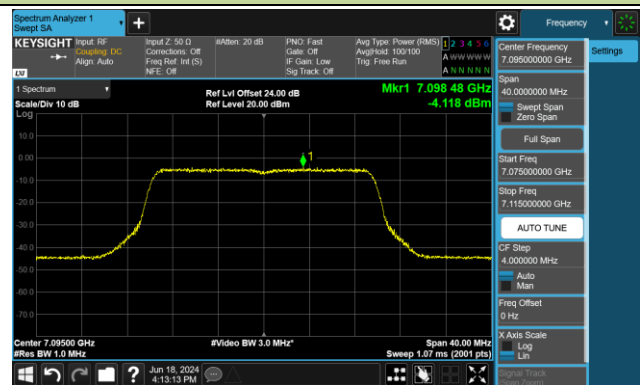 Spectrum Analyzer 1
Swept SA
Frequency
KEYSIGHT
Input: RF
Coupling: DC
Align: Auto
Input Z: 50 Ω
Corrections: Off
Freq Ref: Int (S)
NFE: Off
#Atten: 20 dB
PNO: Fast
Gate: Off
IF Gain: Low
Sig Track: Off
Avg Type: Power (RMS)
Avg|Hold: 100/100
Trig: Free Run
1 2 3 4 5 6
A W W W W W
A N N N N N
LXI
1 Spectrum
Scale/Div 10 dB
Log
Ref Lvl Offset 24.00 dB
Ref Level 20.00 dBm
Mkr1 7.098 48 GHz
-4.118 dBm
10.0
0.00
-10.0
-20.0
-30.0
-40.0
-50.0
-60.0
-70.0
1
Center 7.09500 GHz
#Res BW 1.0 MHz
#Video BW 3.0 MHz*
Span 40.00 MHz
Sweep 1.07 ms (2001 pts)
Jun 18, 2024
4:13:13 PM
Center Frequency
7.095000000 GHz
Span
40.0000000 MHz
Swept Span
Zero Span
Full Span
Start Freq
7.075000000 GHz
Stop Freq
7.115000000 GHz
AUTO TUNE
CF Step
4.000000 MHz
Auto
Man
Freq Offset
0 Hz
X Axis Scale
Log
Lin
Signal Track
(Span Zoom)
Settings